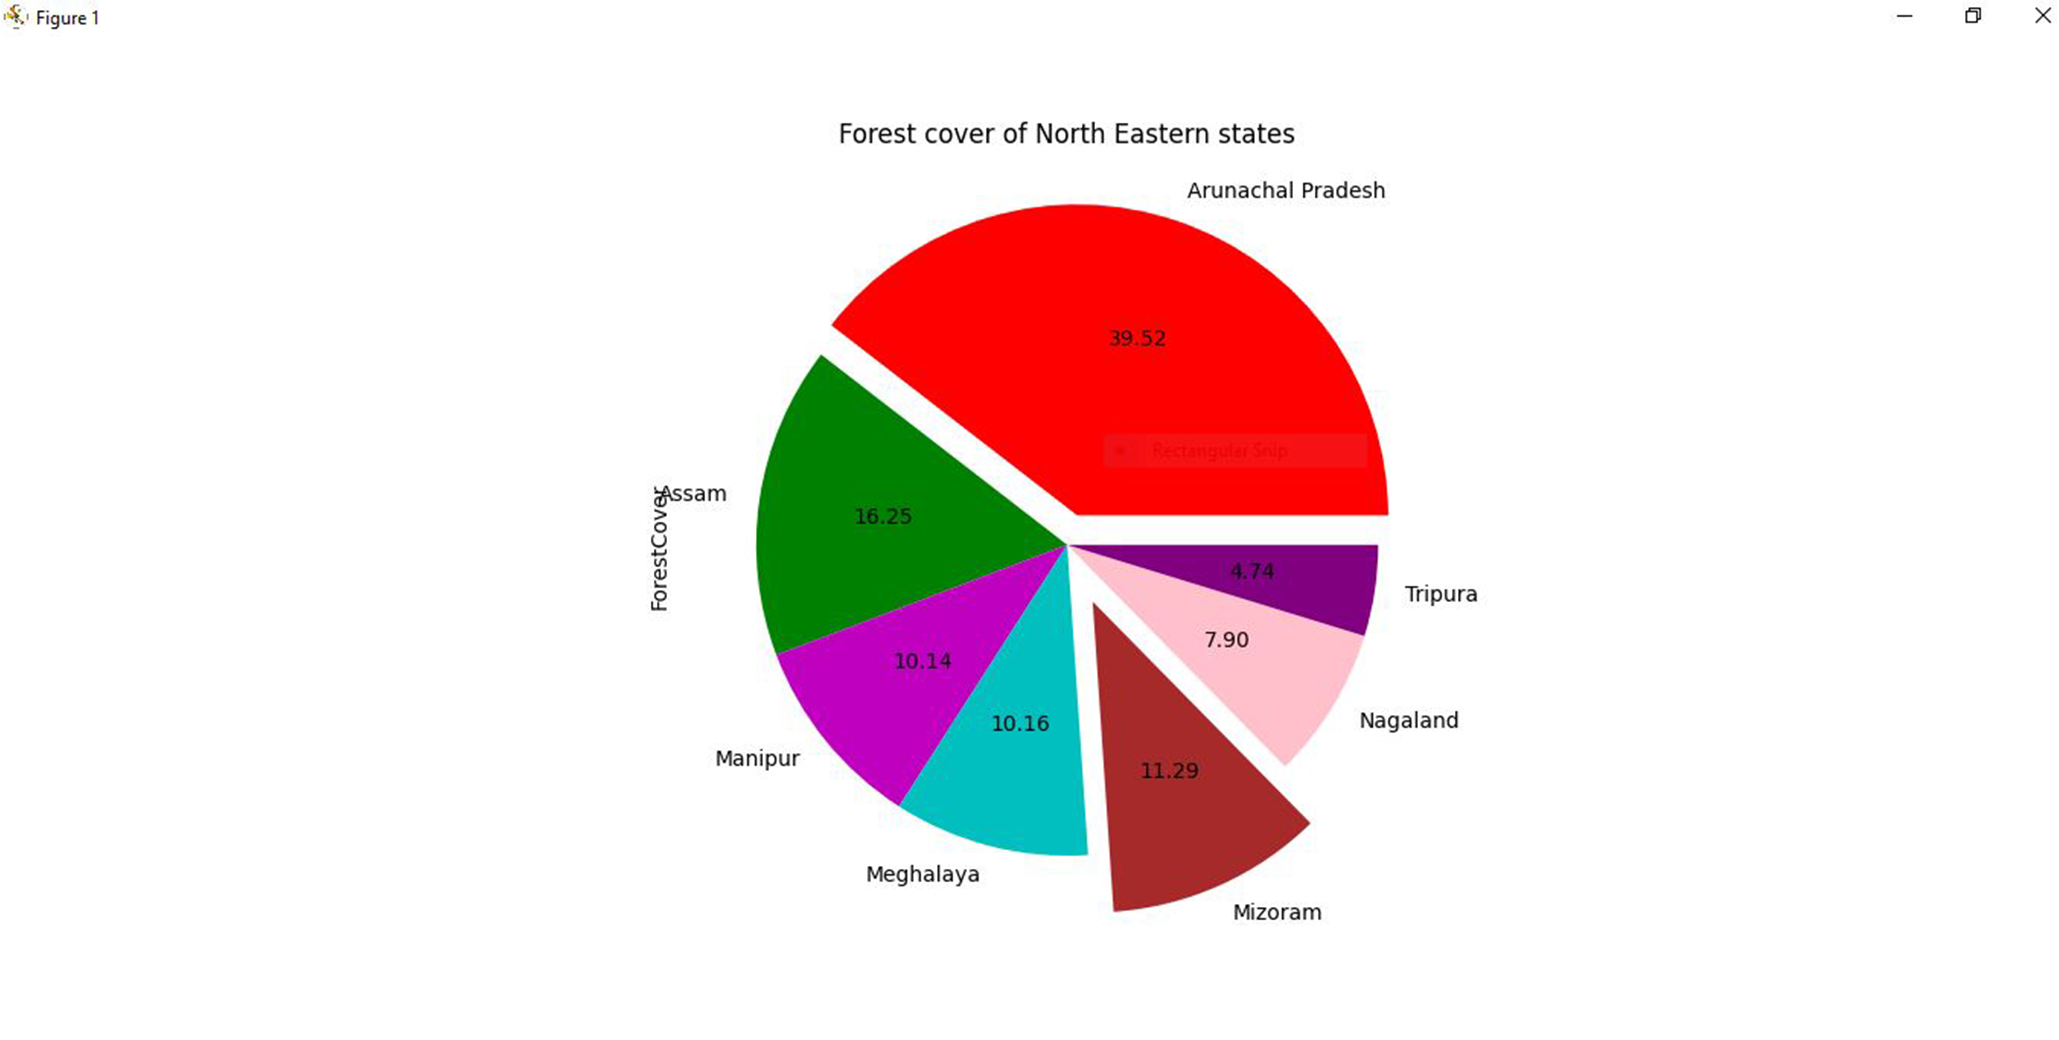 Figure 1
Forest cover of North Eastern states
Arunachal Pradesh
39.52
Rectangular Snip
Assam
16.25
ForestCover
4.74
Tripura
7.90
10.14
Nagaland
10.16
Manipur
11.29
Meghalaya
Mizoram